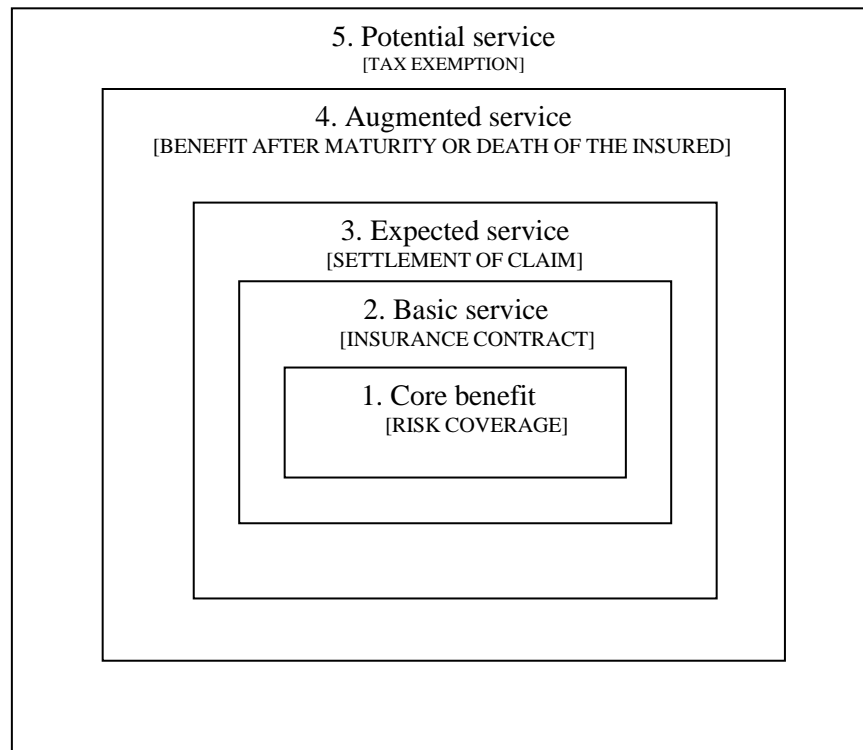 5. Potential service
[TAX EXEMPTION]
4. Augmented service
[BENEFIT AFTER MATURITY OR DEATH OF THE INSURED]
3. Expected service
[SETTLEMENT OF CLAIM]
2. Basic service
[INSURANCE CONTRACT]
1. Core benefit
[RISK COVERAGE]